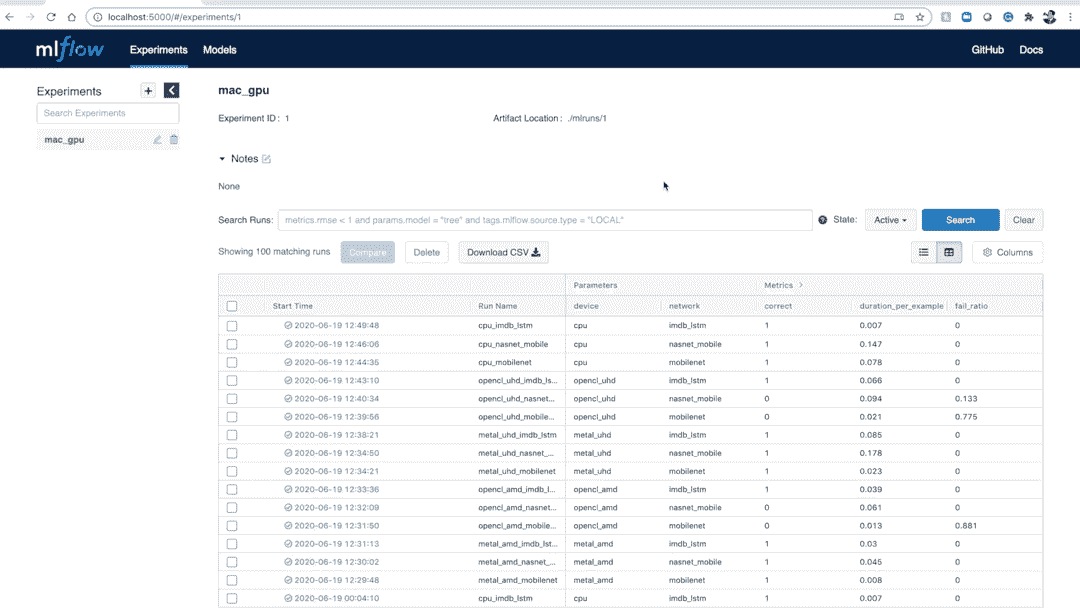 localhost:5000/#/experiments/1
mlflow Experiments Models GitHub Docs
Experiments
Search Experiments
mac_gpu
mac_gpu
Experiment ID : 1 Artifact Location : ./mlruns/1
Notes
None
Search Runs: metrics.rmse < 1 and params.model = "tree" and tags.mlflow.source.type = "LOCAL" State: Active Search Clear
Showing 100 matching runs Compare Delete Download CSV Columns
Parameters Metrics
Start Time Run Name device network correct duration_per_example fail_ratio
2020-06-19 12:49:48 cpu_imdb_lstm cpu imdb_lstm 1 0.007 0
2020-06-19 12:46:06 cpu_nasnet_mobile cpu nasnet_mobile 1 0.147 0
2020-06-19 12:44:35 cpu_mobilenet cpu mobilenet 1 0.078 0
2020-06-19 12:43:10 opencl_uhd_imdb_ls... opencl_uhd imdb_lstm 1 0.066 0
2020-06-19 12:40:34 opencl_uhd_nasnet... opencl_uhd nasnet_mobile 0 0.094 0.133
2020-06-19 12:39:56 opencl_uhd_mobile... opencl_uhd mobilenet 0 0.021 0.775
2020-06-19 12:38:21 metal_uhd_imdb_lstm metal_uhd imdb_lstm 1 0.085 0
2020-06-19 12:34:50 metal_uhd_nasnet_... metal_uhd nasnet_mobile 1 0.178 0
2020-06-19 12:34:21 metal_uhd_mobilenet metal_uhd mobilenet 1 0.023 0
2020-06-19 12:33:36 opencl_amd_imdb_l... opencl_amd imdb_lstm 1 0.039 0
2020-06-19 12:32:09 opencl_amd_nasnet... opencl_amd nasnet_mobile 0 0.061 0
2020-06-19 12:31:50 opencl_amd_mobile... opencl_amd mobilenet 0 0.013 0.881
2020-06-19 12:31:13 metal_amd_imdb_lst... metal_amd imdb_lstm 1 0.03 0
2020-06-19 12:30:02 metal_amd_nasnet_... metal_amd nasnet_mobile 1 0.045 0
2020-06-19 12:29:48 metal_amd_mobilenet metal_amd mobilenet 1 0.008 0
2020-06-19 00:04:10 cpu_imdb_lstm cpu imdb_lstm 1 0.007 0